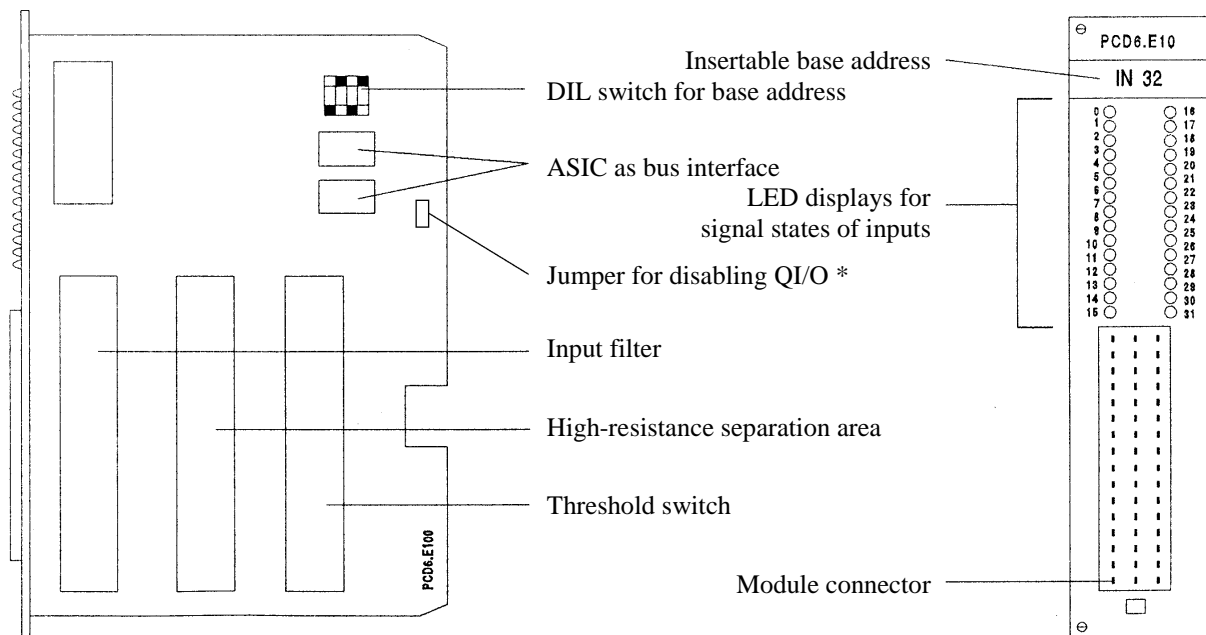 PCD6.E10
Insertable base address
IN 32
DIL switch for base address
ASIC as bus interface
LED displays for
signal states of inputs
Jumper for disabling QI/O *
Input filter
High-resistance separation area
Threshold switch
PCD6.E100
Module connector
0 16
1 17
2 18
3 19
4 20
5 21
6 22
7 23
8 24
9 25
10 26
11 27
12 28
13 29
14 30
15 31